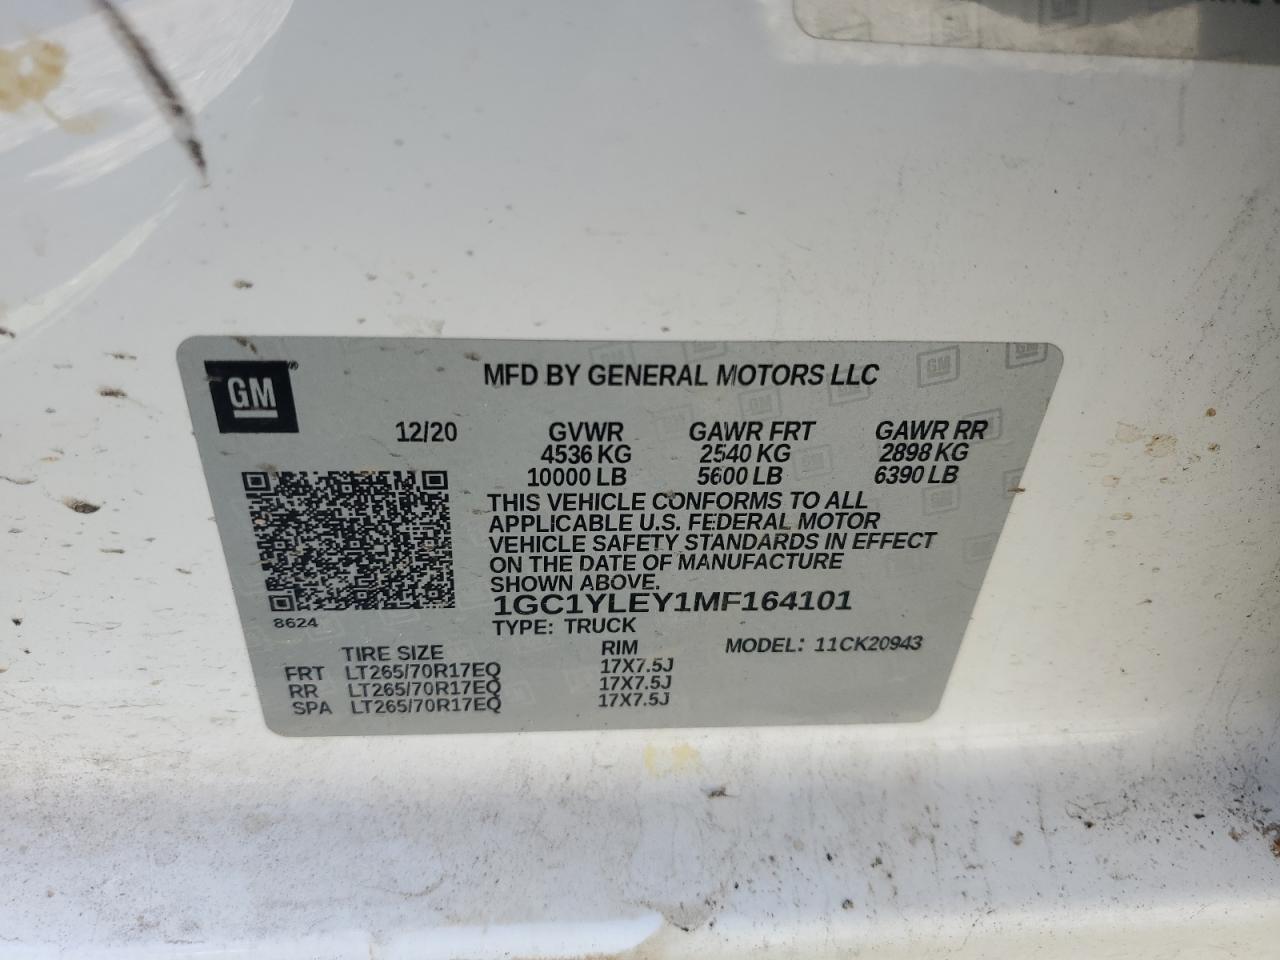 GM
MFD BY GENERAL MOTORS LLC
12/20 GVWR GAWR FRT GAWR RR
4536 KG 2540 KG 2898 KG
10000 LB 5600 LB 6390 LB
THIS VEHICLE CONFORMS TO ALL
APPLICABLE U.S. FEDERAL MOTOR
VEHICLE SAFETY STANDARDS IN EFFECT
ON THE DATE OF MANUFACTURE
SHOWN ABOVE.
1GC1YLEY1MF164101
8624
TYPE: TRUCK MODEL: 11CK20943
TIRE SIZE RIM
FRT LT265/70R17EQ 17X7.5J
RR LT265/70R17EQ 17X7.5J
SPA LT265/70R17EQ 17X7.5J